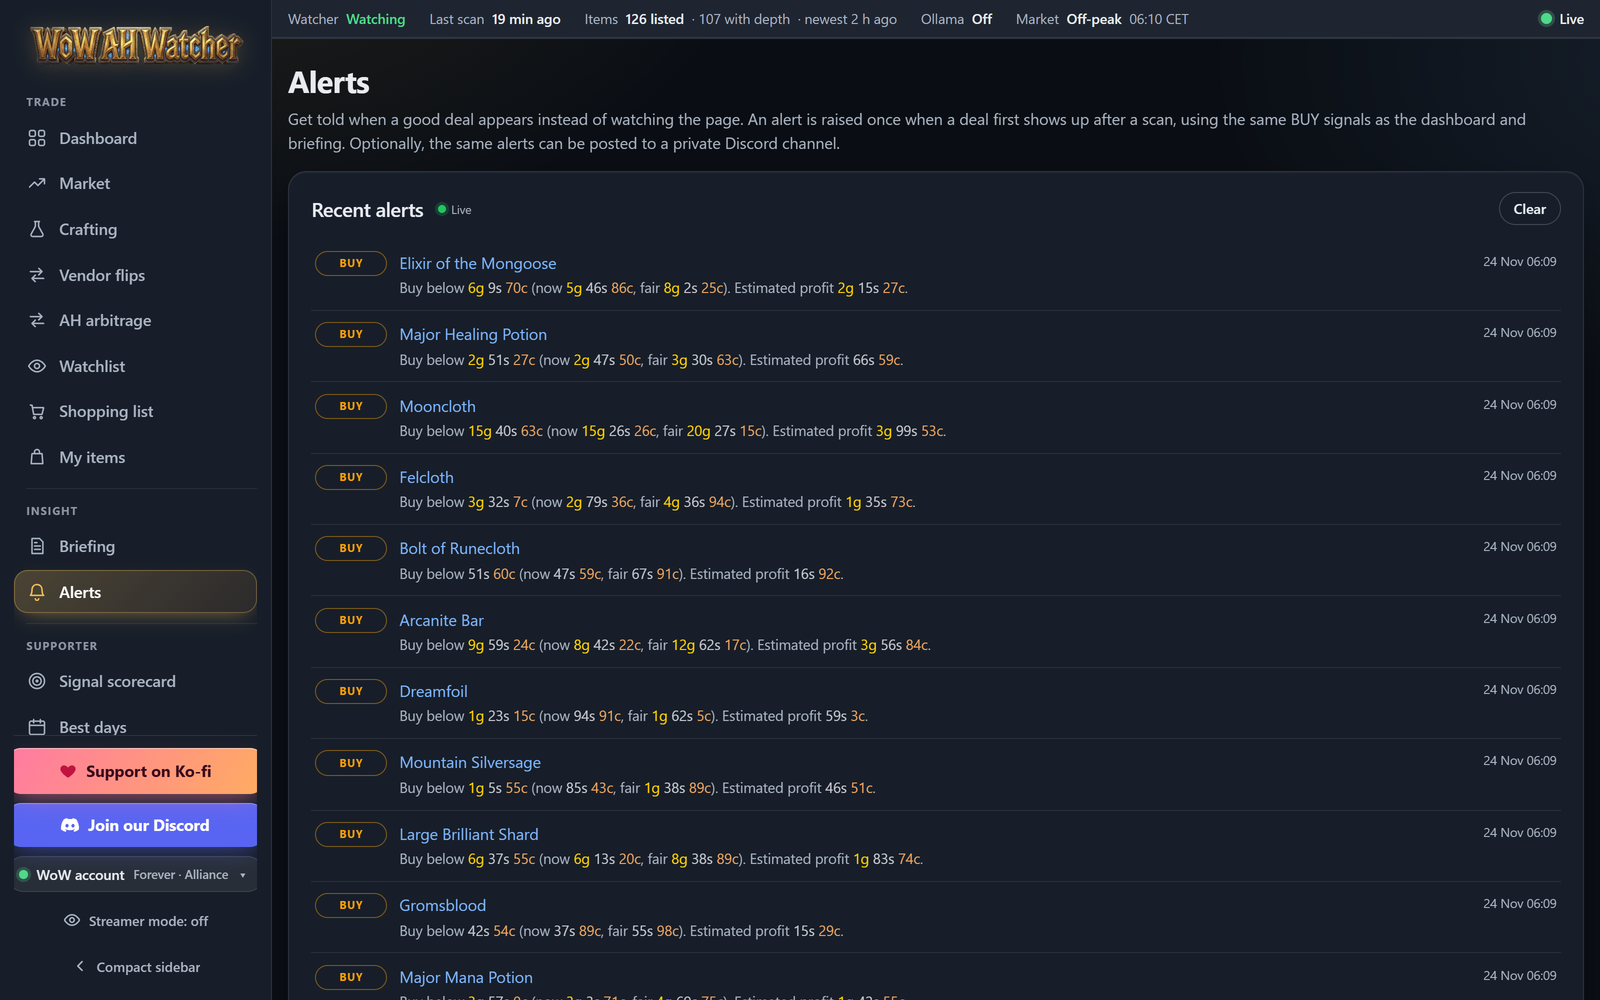 WoW AH Watcher
TRADE
Dashboard
Market
Crafting
Vendor flips
AH arbitrage
Watchlist
Shopping list
My items
INSIGHT
Briefing
Alerts
SUPPORTER
Signal scorecard
Best days
Support on Ko-fi
Join our Discord
WoW account Forever · Alliance
Streamer mode: off
Compact sidebar
Watcher Watching Last scan 19 min ago Items 126 listed · 107 with depth · newest 2 h ago Ollama Off Market Off-peak 06:10 CET Live
Alerts
Get told when a good deal appears instead of watching the page. An alert is raised once when a deal first shows up after a scan, using the same BUY signals as the dashboard and
briefing. Optionally, the same alerts can be posted to a private Discord channel.
Recent alerts Live Clear
BUY Elixir of the Mongoose 24 Nov 06:09
Buy below 6g 9s 70c (now 5g 46s 86c, fair 8g 2s 25c). Estimated profit 2g 15s 27c.
BUY Major Healing Potion 24 Nov 06:09
Buy below 2g 51s 27c (now 2g 47s 50c, fair 3g 30s 63c). Estimated profit 66s 59c.
BUY Mooncloth 24 Nov 06:09
Buy below 15g 40s 63c (now 15g 26s 26c, fair 20g 27s 15c). Estimated profit 3g 99s 53c.
BUY Felcloth 24 Nov 06:09
Buy below 3g 32s 7c (now 2g 79s 36c, fair 4g 36s 94c). Estimated profit 1g 35s 73c.
BUY Bolt of Runecloth 24 Nov 06:09
Buy below 51s 60c (now 47s 59c, fair 67s 91c). Estimated profit 16s 92c.
BUY Arcanite Bar 24 Nov 06:09
Buy below 9g 59s 24c (now 8g 42s 22c, fair 12g 62s 17c). Estimated profit 3g 56s 84c.
BUY Dreamfoil 24 Nov 06:09
Buy below 1g 23s 15c (now 94s 91c, fair 1g 62s 5c). Estimated profit 59s 3c.
BUY Mountain Silversage 24 Nov 06:09
Buy below 1g 5s 55c (now 85s 43c, fair 1g 38s 89c). Estimated profit 46s 51c.
BUY Large Brilliant Shard 24 Nov 06:09
Buy below 6g 37s 55c (now 6g 13s 20c, fair 8g 38s 89c). Estimated profit 1g 83s 74c.
BUY Gromsblood 24 Nov 06:09
Buy below 42s 54c (now 37s 89c, fair 55s 98c). Estimated profit 15s 29c.
BUY Major Mana Potion 24 Nov 06:09